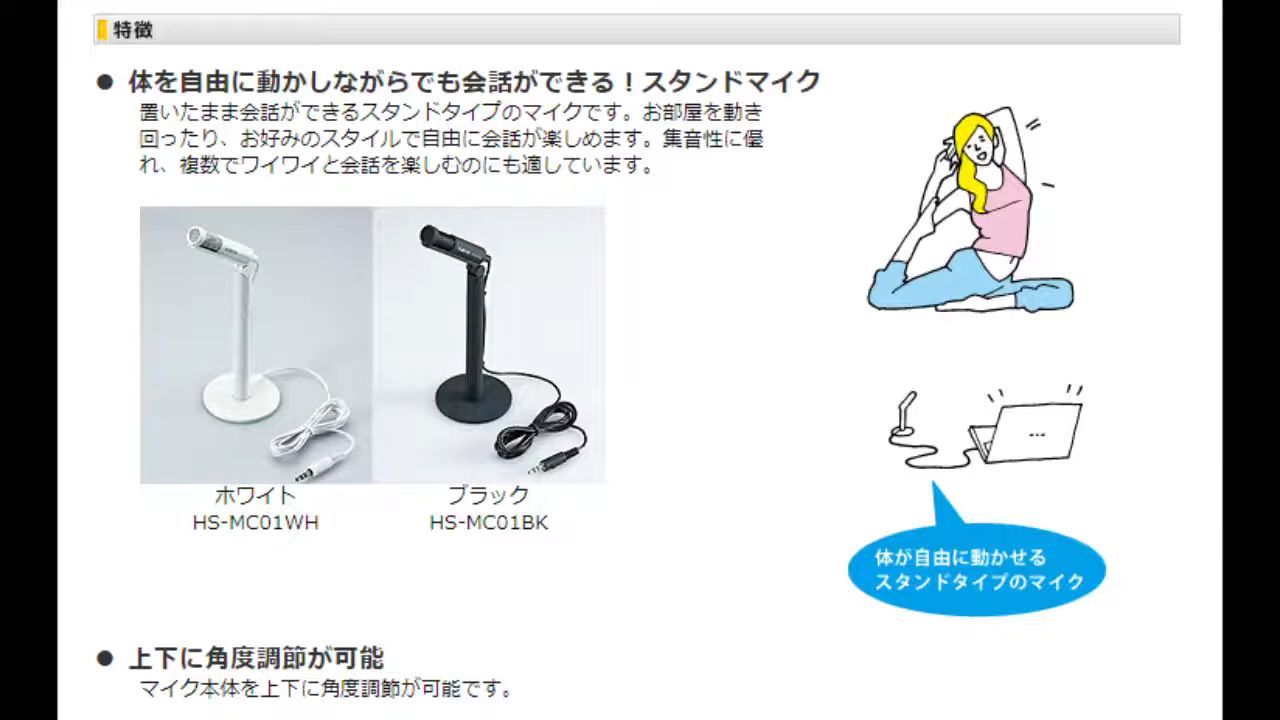 特徴
● 体を自由に動かしながらでも会話ができる！スタンドマイク
置いたまま会話ができるスタンドタイプのマイクです。お部屋を動き
回ったり、お好みのスタイルで自由に会話が楽しめます。集音性に優
れ、複数でワイワイと会話を楽しむのにも適しています。
ホワイト
HS-MC01WH
ブラック
HS-MC01BK
体が自由に動かせる
スタンドタイプのマイク
● 上下に角度調節が可能
マイク本体を上下に角度調節が可能です。